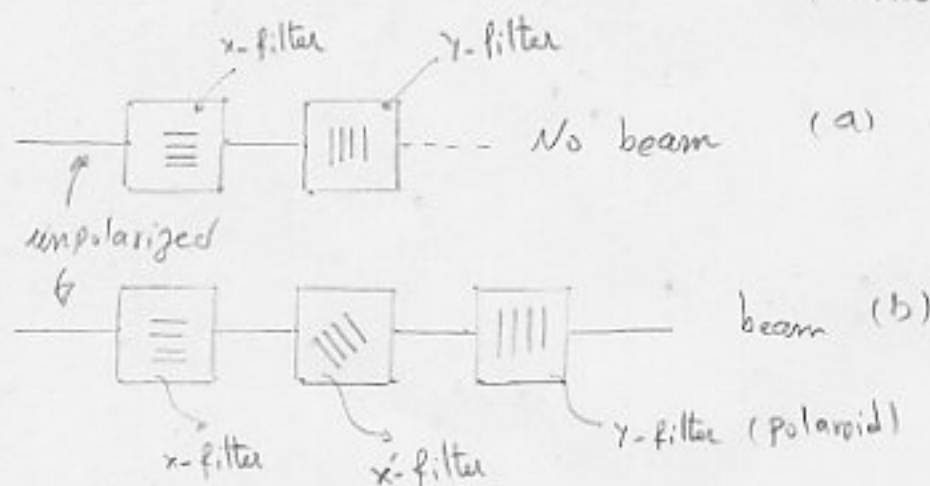 x-filter y-filter
No beam (a)
unpolarized
beam (b)
x-filter x'-filter y-filter (polaroid)